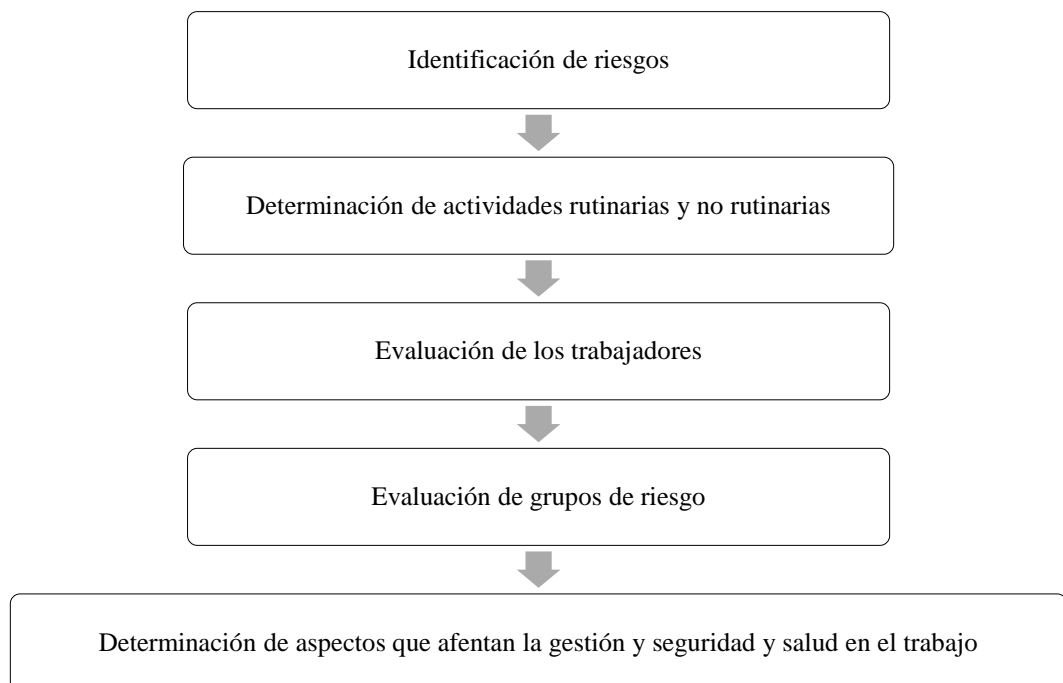 Identificación de riesgos
Determinación de actividades rutinarias y no rutinarias
Evaluación de los trabajadores
Evaluación de grupos de riesgo
Determinación de aspectos que afentan la gestión y seguridad y salud en el trabajo